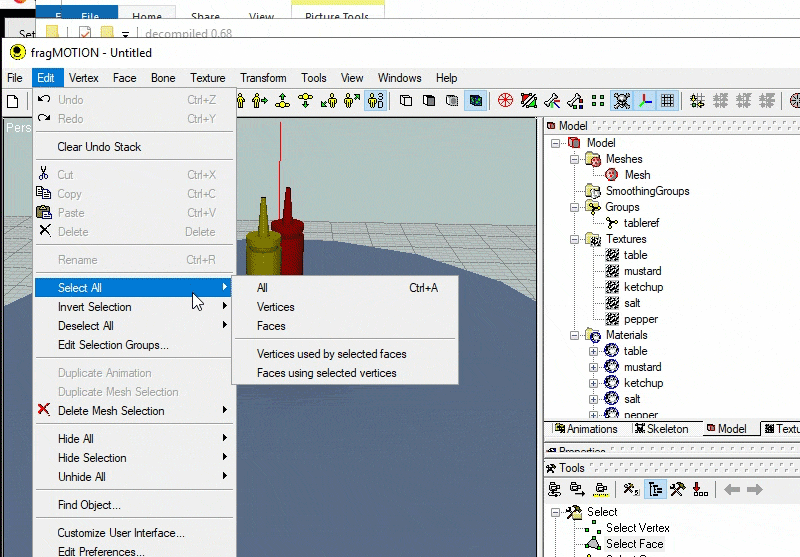 File Home Share View Picture Tools
Set
decompiled 0.68
fragMOTION - Untitled
File Edit Vertex Face Bone Texture Transform Tools View Windows Help
Undo Ctrl+Z
Redo Ctrl+Y
Clear Undo Stack
Cut Ctrl+X
Copy Ctrl+C
Paste Ctrl+V
Delete Delete
Rename Ctrl+R
Select All
Invert Selection
Deselect All
Edit Selection Groups...
Duplicate Animation
Duplicate Mesh Selection
Delete Mesh Selection
Hide All
Hide Selection
Unhide All
Find Object...
Customize User Interface...
Edit Preferences...
All Ctrl+A
Vertices
Faces
Vertices used by selected faces
Faces using selected vertices
Pers
Model
Model
Meshes
Mesh
SmoothingGroups
Groups
tableref
Textures
table
mustard
ketchup
salt
pepper
Materials
table
mustard
ketchup
salt
pepper
Animations Skeleton Model Textu
Properties
Tools
Select
Select Vertex
Select Face